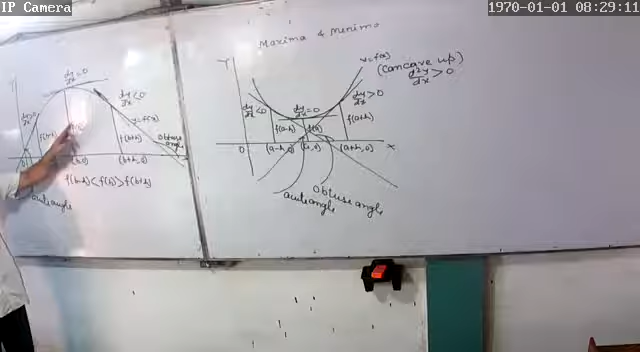 IP Camera
1970-01-01 08:29:11
Maxima & Minima
dy/dx = 0
dy/dx < 0
y=f(x)
Obtuse angle
f(b+h)
(b+h, 0)
f(b-h) < f(b) > f(b+h)
acute angle
Y
y=f(x)
(Concave up)
d²y/dx > 0
dy/dx < 0
dy/dx = 0
dy/dx > 0
f(a-h)
f(a)
f(a+h)
0
(a-h, 0)
(a, 0)
(a+h, 0)
x
acute angle
Obtuse angle